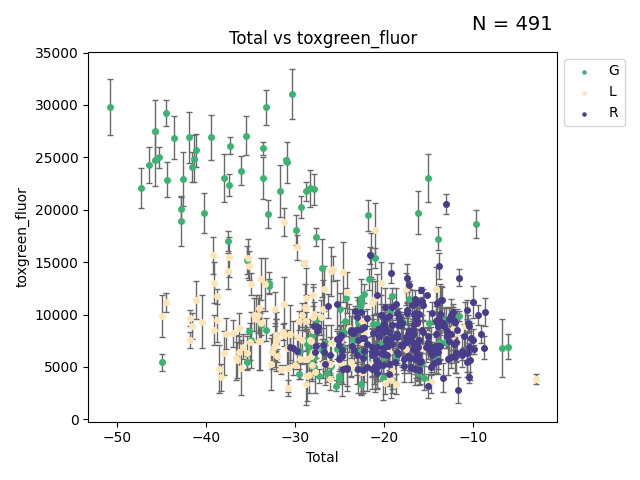 N = 491
Total vs toxgreen_fluor
G
L
R
toxgreen_fluor
35000
30000
25000
20000
15000
10000
5000
0
−50
−40
−30
−20
−10
Total